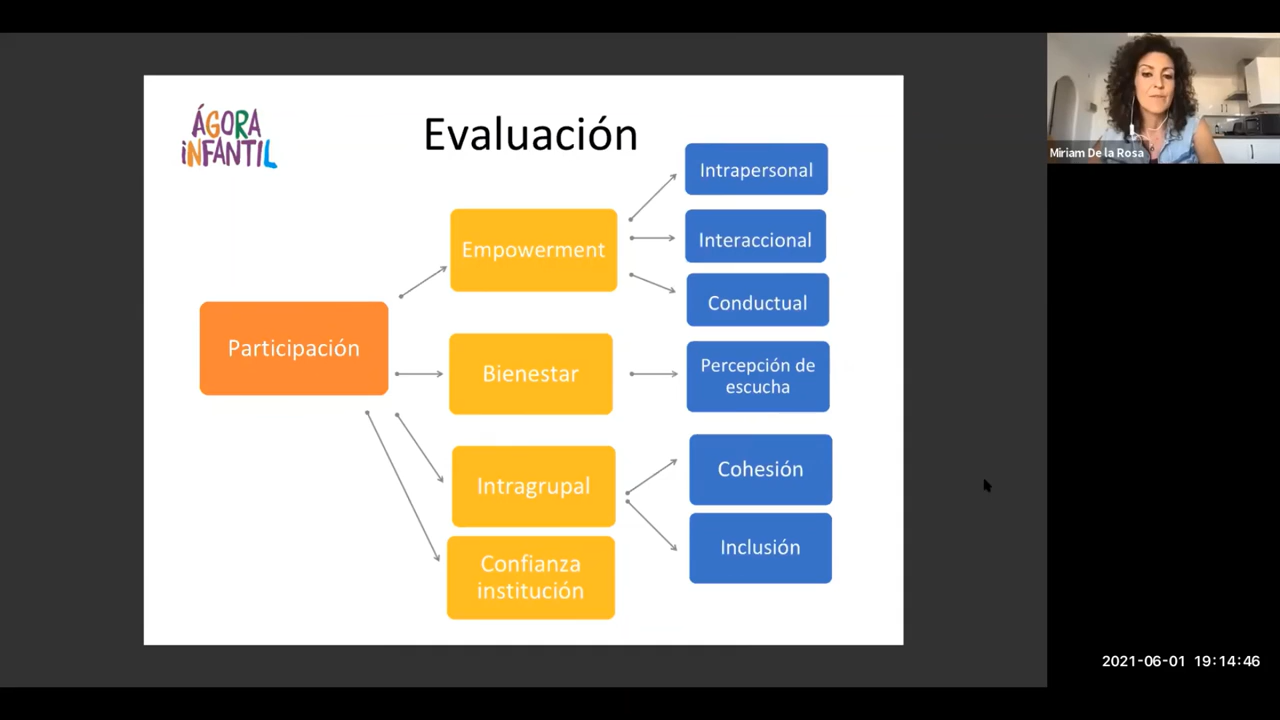 ÁGORA
INFANTIL
Evaluación
Participación
Empowerment
Bienestar
Intragrupal
Confianza
institución
Intrapersonal
Interaccional
Conductual
Percepción de
escucha
Cohesión
Inclusión
Miriam De la Rosa
2021-06-01 19:14:46